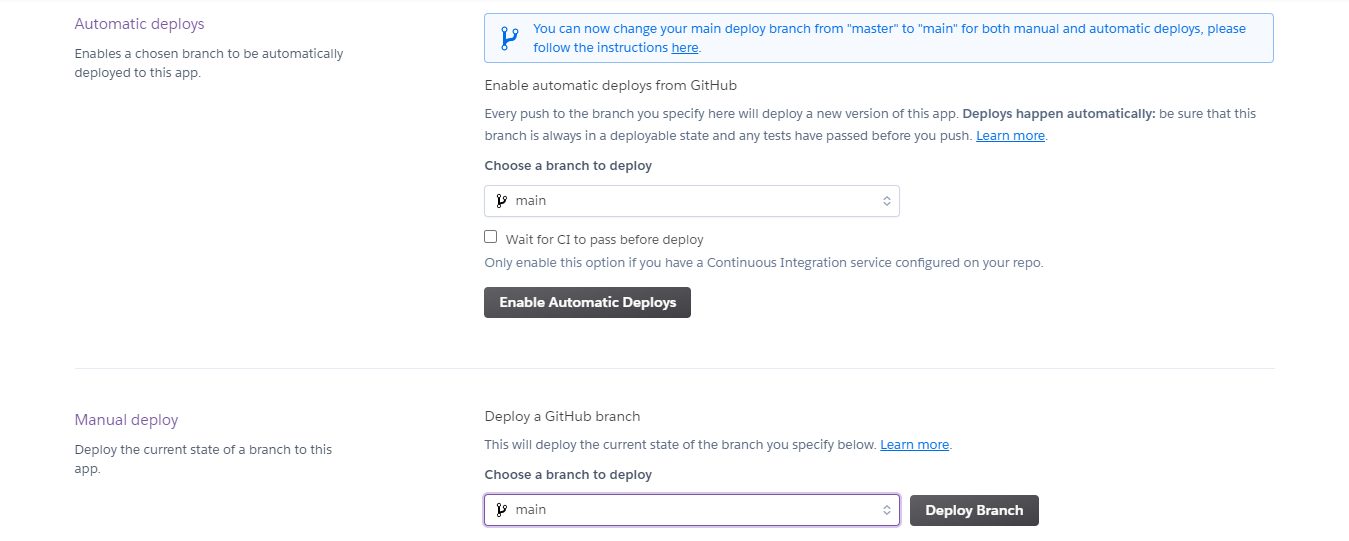 Automatic deploys
Enables a chosen branch to be automatically
deployed to this app.
You can now change your main deploy branch from "master" to "main" for both manual and automatic deploys, please
follow the instructions here.
Enable automatic deploys from GitHub
Every push to the branch you specify here will deploy a new version of this app. Deploys happen automatically: be sure that this
branch is always in a deployable state and any tests have passed before you push. Learn more.
Choose a branch to deploy
main
Wait for CI to pass before deploy
Only enable this option if you have a Continuous Integration service configured on your repo.
Enable Automatic Deploys
Manual deploy
Deploy the current state of a branch to this
app.
Deploy a GitHub branch
This will deploy the current state of the branch you specify below. Learn more.
Choose a branch to deploy
main
Deploy Branch